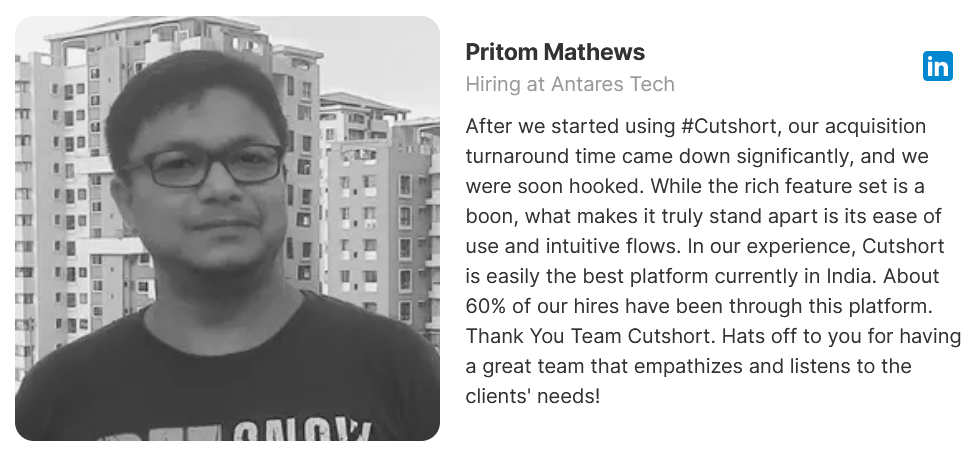 Pritom Mathews
Hiring at Antares Tech
in
After we started using #Cutshort, our acquisition
turnaround time came down significantly, and we
were soon hooked. While the rich feature set is a
boon, what makes it truly stand apart is its ease of
use and intuitive flows. In our experience, Cutshort
is easily the best platform currently in India. About
60% of our hires have been through this platform.
Thank You Team Cutshort. Hats off to you for having
a great team that empathizes and listens to the
clients' needs!